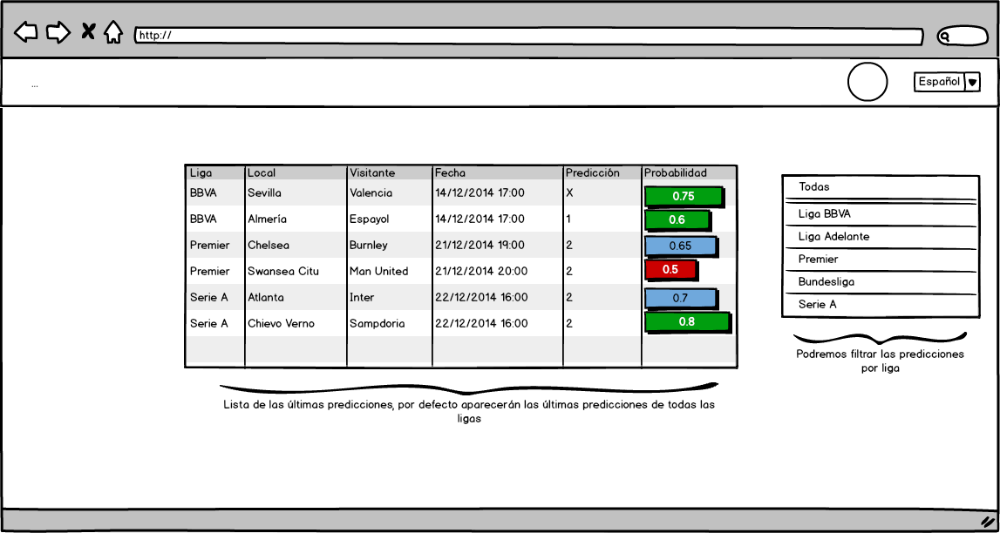 http://
...
Español
Liga Local Visitante Fecha Predicción Probabilidad
BBVA Sevilla Valencia 14/12/2014 17:00 X 0.75
BBVA Almería Espayol 14/12/2014 17:00 1 0.6
Premier Chelsea Burnley 21/12/2014 19:00 2 0.65
Premier Swansea Citu Man United 21/12/2014 20:00 2 0.5
Serie A Atlanta Inter 22/12/2014 16:00 2 0.7
Serie A Chievo Verno Sampdoria 22/12/2014 16:00 2 0.8
Lista de las últimas predicciones, por defecto aparecerán las últimas predicciones de todas las
ligas
Todas
Liga BBVA
Liga Adelante
Premier
Bundesliga
Serie A
Podremos filtrar las predicciones
por liga